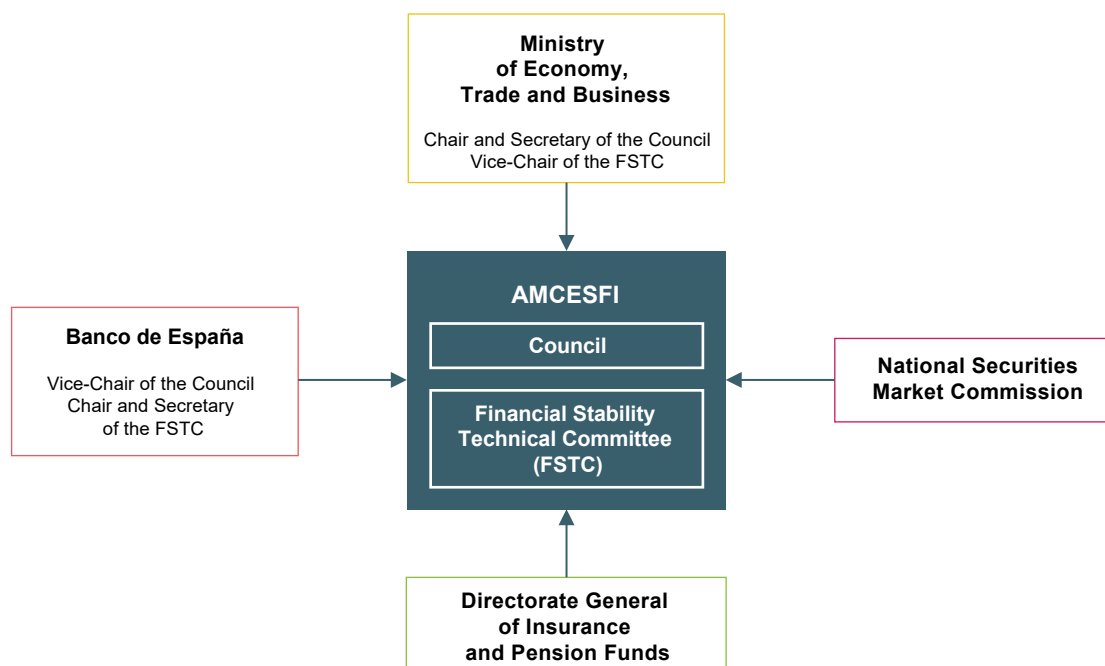 Ministry
of Economy,
Trade and Business
Chair and Secretary of the Council
Vice-Chair of the FSTC
AMCESFI
Council
Financial Stability
Technical Committee
(FSTC)
Banco de España
Vice-Chair of the Council
Chair and Secretary
of the FSTC
National Securities
Market Commission
Directorate General
of Insurance
and Pension Funds